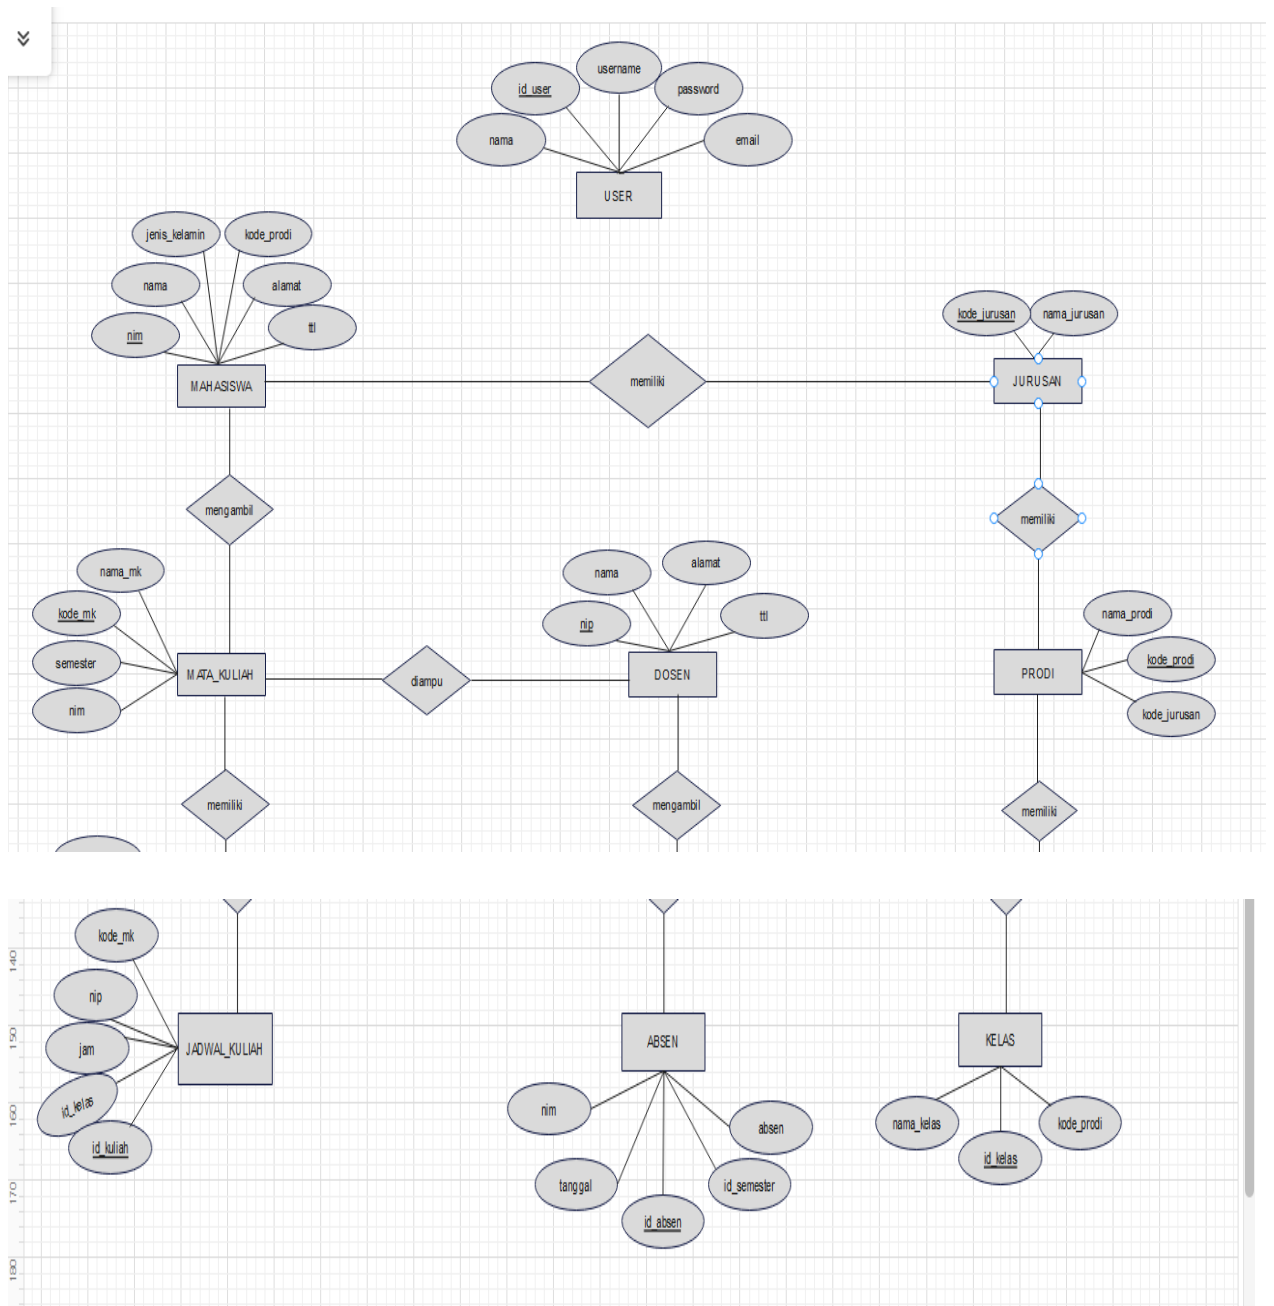 username
id_user
password
nama
email
USER
jenis_kelamin
kode_prodi
nama
alamat
nim
ttl
MAHASISWA
memiliki
kode_jurusan
nama_jurusan
JURUSAN
mengambil
memiliki
nama_mk
kode_mk
semester
nim
MATA_KULIAH
diampu
nama
alamat
nip
ttl
DOSEN
nama_prodi
kode_prodi
kode_jurusan
PRODI
memiliki
mengambil
memiliki
kode_mk
nip
jam
id_kelas
id_kuliah
JADWAL_KULIAH
ABSEN
nim
absen
tanggal
id_semester
id_absen
KELAS
nama_kelas
kode_prodi
id_kelas
140
150
160
170
180